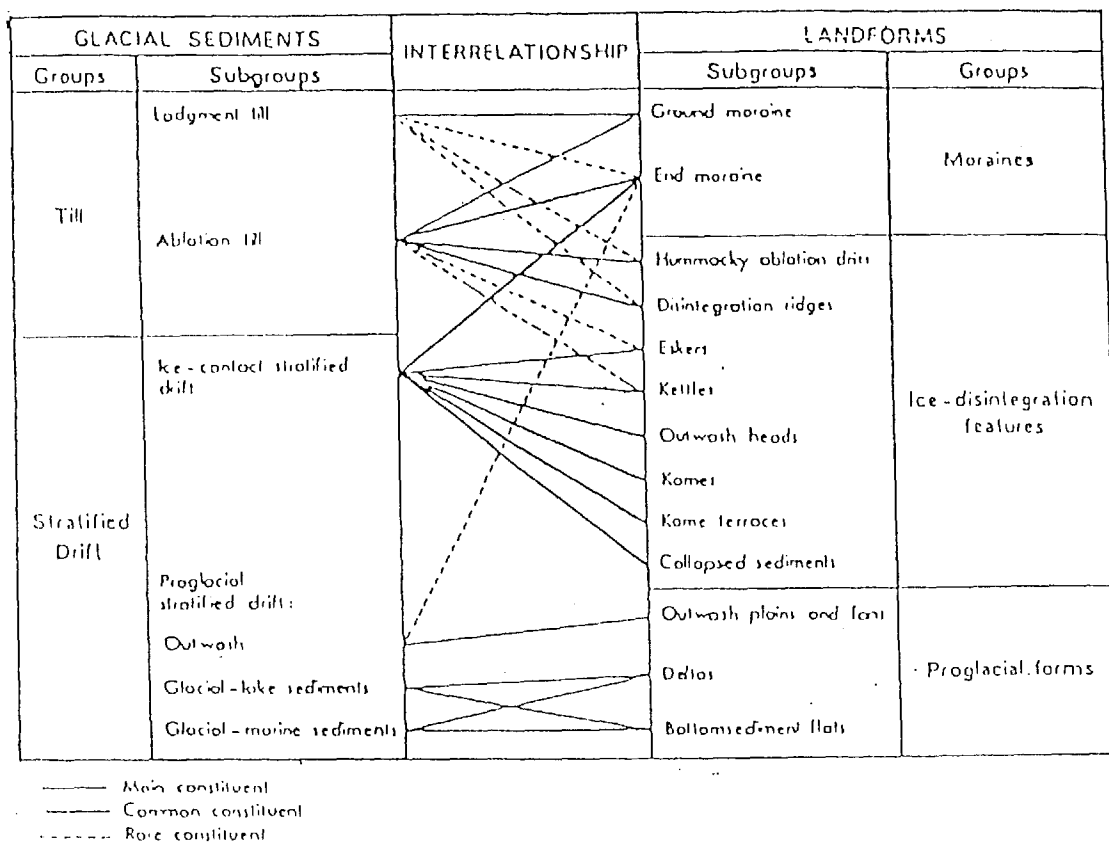 GLACIAL SEDIMENTS
INTERRELATIONSHIP
LANDFORMS
Groups
Subgroups
Subgroups
Groups
Lodgment till
Ground moraine
End moraine
Moraines
Till
Ablation till
Hummocky ablation drift
Disintegration ridges
Eskers
Ice-contact stratified
drift
Kettles
Ice-disintegration
features
Outwash heads
Kames
Stratified
Drift
Kame terraces
Collapsed sediments
Proglacial
stratified drift:
Outwash plains and fans
Outwash
Deltas
Proglacial forms
Glacial-lake sediments
Glacial-marine sediments
Bottomsediment flats
Main constituent
Common constituent
Rare constituent